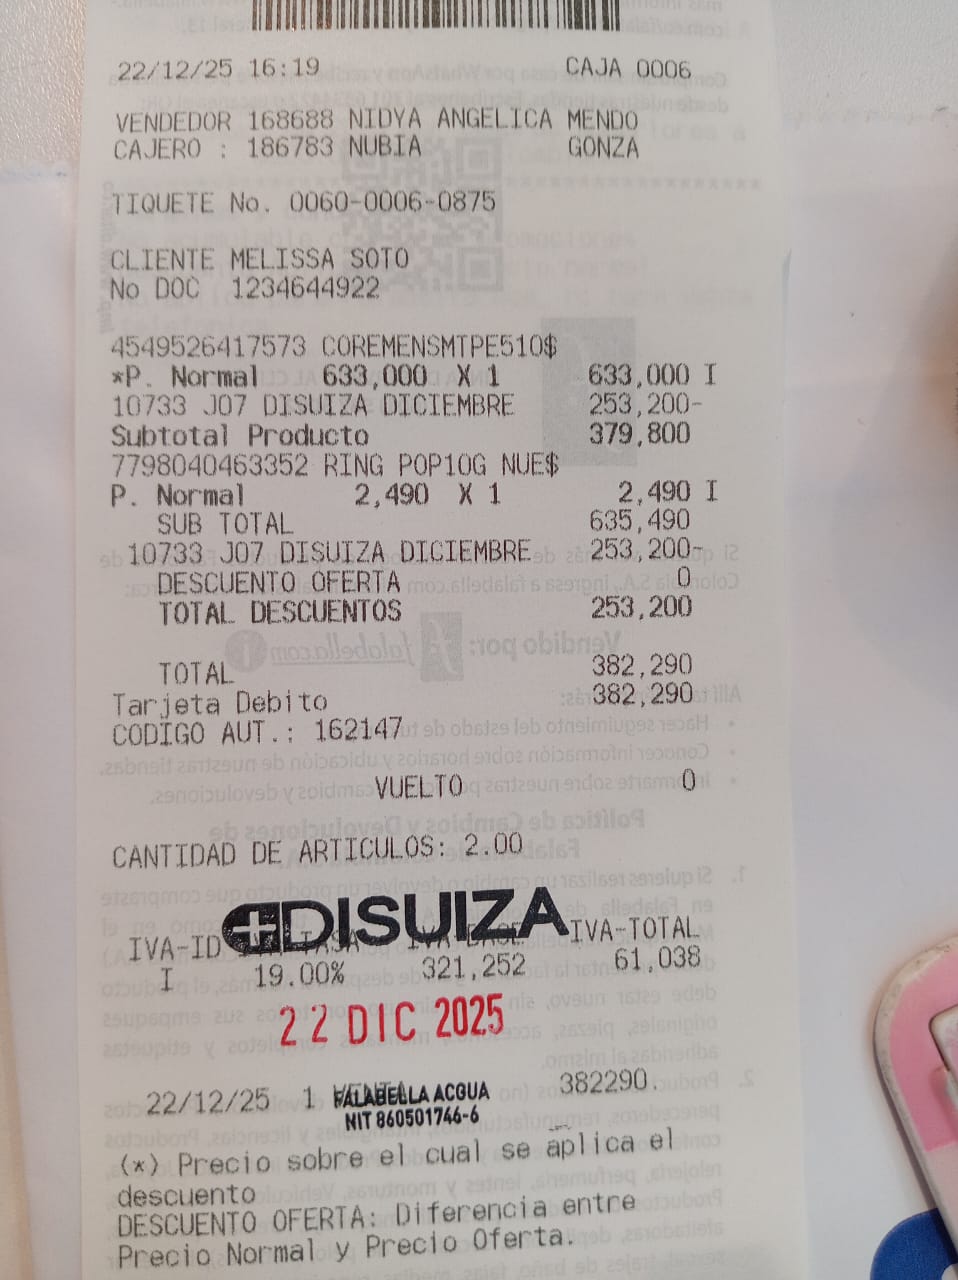 22/12/25 16:19 CAJA 0006
VENDEDOR 168688 NIDYA ANGELICA MENDO
CAJERO : 186783 NUBIA GONZA
TIQUETE No. 0060-0006-0875
CLIENTE MELISSA SOTO
No DOC 1234644922
4549526417573 COREMENSMTPE510$
*P. Normal 633,000 X 1 633,000 I
10733 J07 DISUIZA DICIEMBRE 253,200-
Subtotal Producto 379,800
7798040463352 RING POP10G NUE$
P. Normal 2,490 X 1 2,490 I
SUB TOTAL 635,490
10733 J07 DISUIZA DICIEMBRE 253,200-
DESCUENTO OFERTA 0
TOTAL DESCUENTOS 253,200
TOTAL 382,290
Tarjeta Debito 382,290
CODIGO AUT.: 162147
VUELTO 0
CANTIDAD DE ARTICULOS: 2.00
DISUIZA
IVA-ID IVA-TASA IVA-BASE IVA-TOTAL
I 19.00% 321,252 61,038
22 DIC 2025
22/12/25 1 382290.
FALABELLA ACQUA
NIT 860501746-6
(*) Precio sobre el cual se aplica el
descuento
DESCUENTO OFERTA: Diferencia entre
Precio Normal y Precio Oferta.